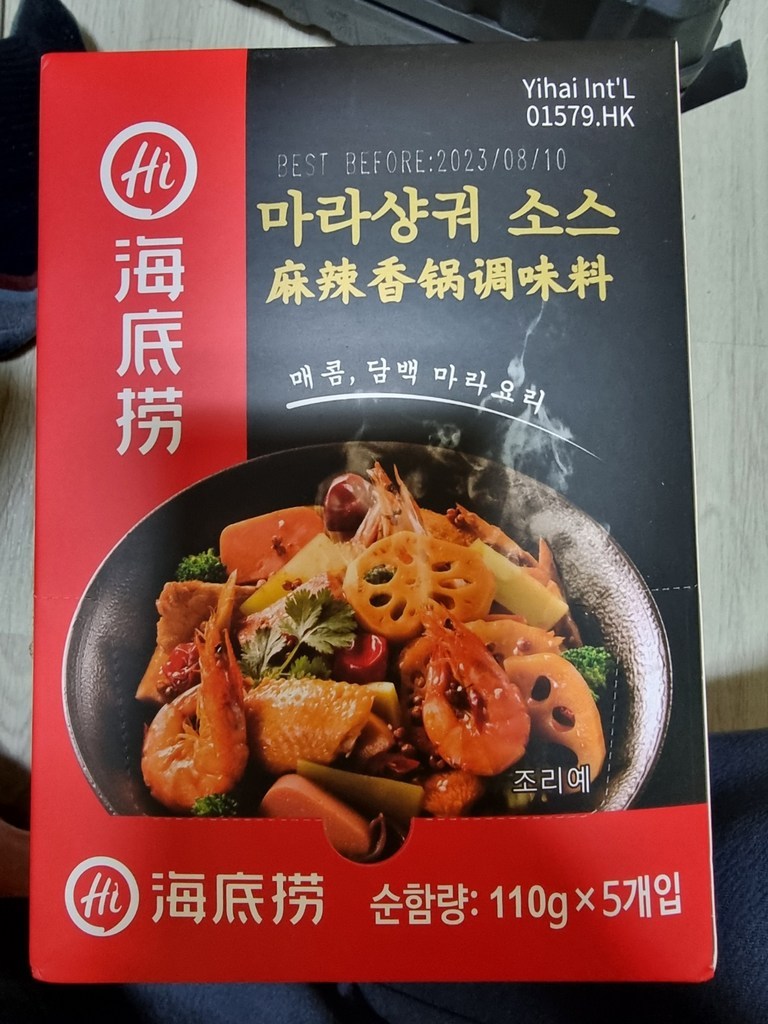 Yihai Int'L
01579.HK
BEST BEFORE:2023/08/10
Hi
海底捞
마라샹궈 소스
麻辣香锅调味料
매콤, 담백 마라요리
조리예
Hi 海底捞
순함량: 110g×5개입